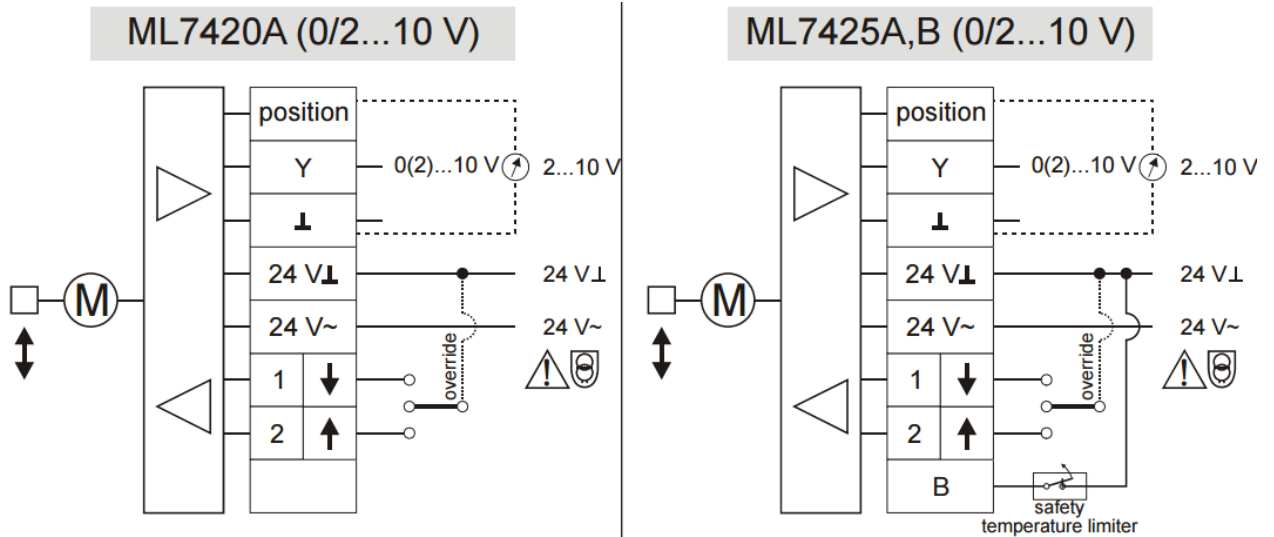 ML7420A (0/2...10 V)
position
Y
0(2)...10 V
2...10 V
⊥
24 V⊥
24 V⊥
24 V~
24 V~
M
1
override
2
ML7425A,B (0/2...10 V)
position
Y
0(2)...10 V
2...10 V
⊥
24 V⊥
24 V⊥
24 V~
24 V~
M
1
override
2
B
safety
temperature limiter